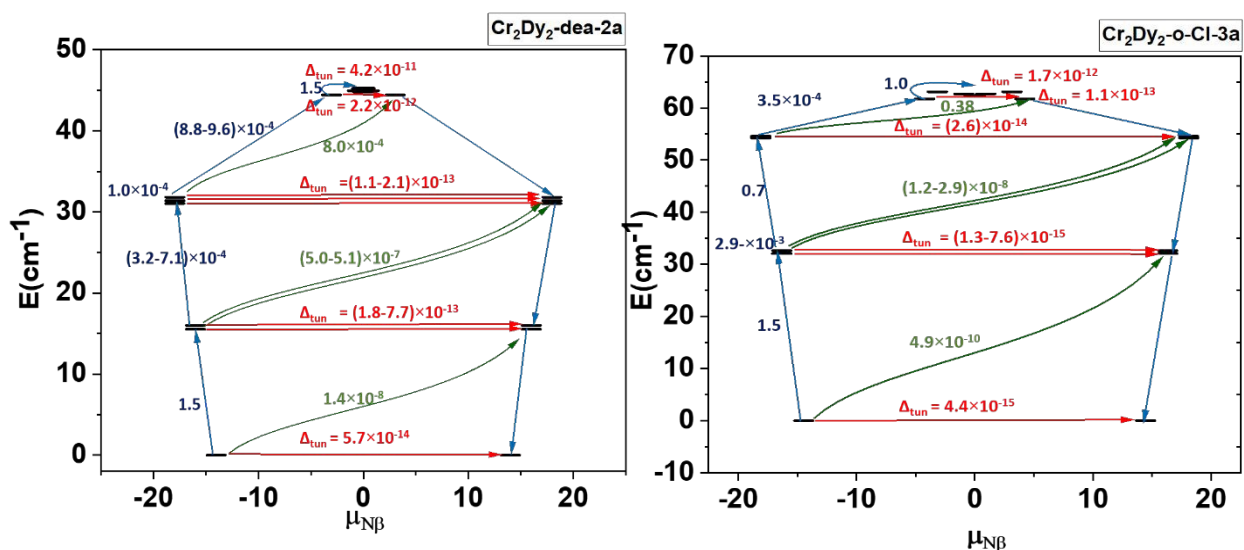 Cr₂Dy₂-dea-2a
50
40
30
20
10
0
E(cm⁻¹)
-20
-10
0
10
20
μNβ
Δtun = 4.2×10⁻¹¹
1.5
Δtun = 2.2×10⁻¹²
(8.8-9.6)×10⁻⁴
8.0×10⁻⁴
1.0×10⁻⁴
Δtun =(1.1-2.1)×10⁻¹³
(3.2-7.1)×10⁻⁴
(5.0-5.1)×10⁻⁷
Δtun = (1.8-7.7)×10⁻¹³
1.5
1.4×10⁻⁸
Δtun = 5.7×10⁻¹⁴
Cr₂Dy₂-o-Cl-3a
70
60
50
40
30
20
10
0
-10
E(cm⁻¹)
-20
-10
0
10
20
μNβ
1.0
Δtun = 1.7×10⁻¹²
3.5×10⁻⁴
Δtun = 1.1×10⁻¹³
0.38
Δtun = (2.6)×10⁻¹⁴
0.7
(1.2-2.9)×10⁻⁸
2.9-×10⁻³
Δtun = (1.3-7.6)×10⁻¹⁵
1.5
4.9×10⁻¹⁰
Δtun = 4.4×10⁻¹⁵